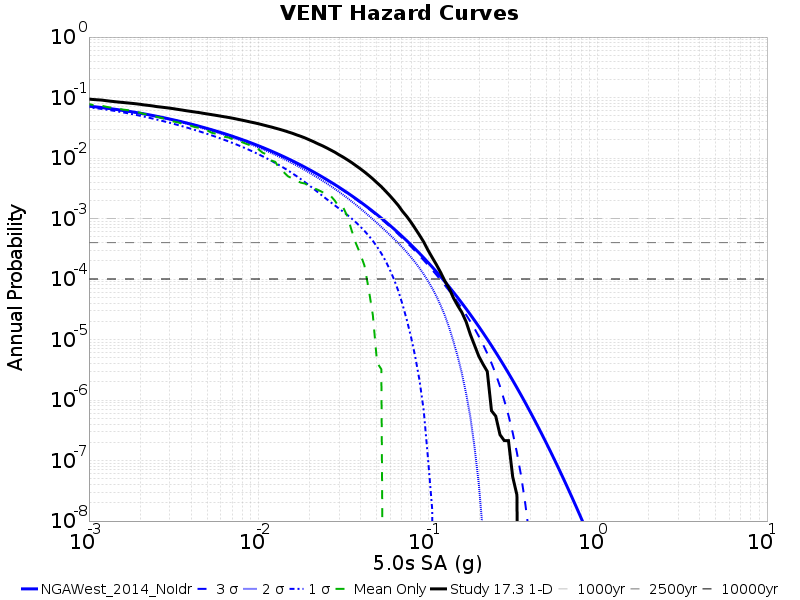 VENT Hazard Curves
10^0
10^-1
10^-2
10^-3
10^-4
10^-5
10^-6
10^-7
10^-8
Annual Probability
10^-3 10^-2 10^-1 10^0 10^1
5.0s SA (g)
NGAWest_2014_NoIdr 3 σ 2 σ 1 σ Mean Only Study 17.3 1-D 1000yr 2500yr 10000yr